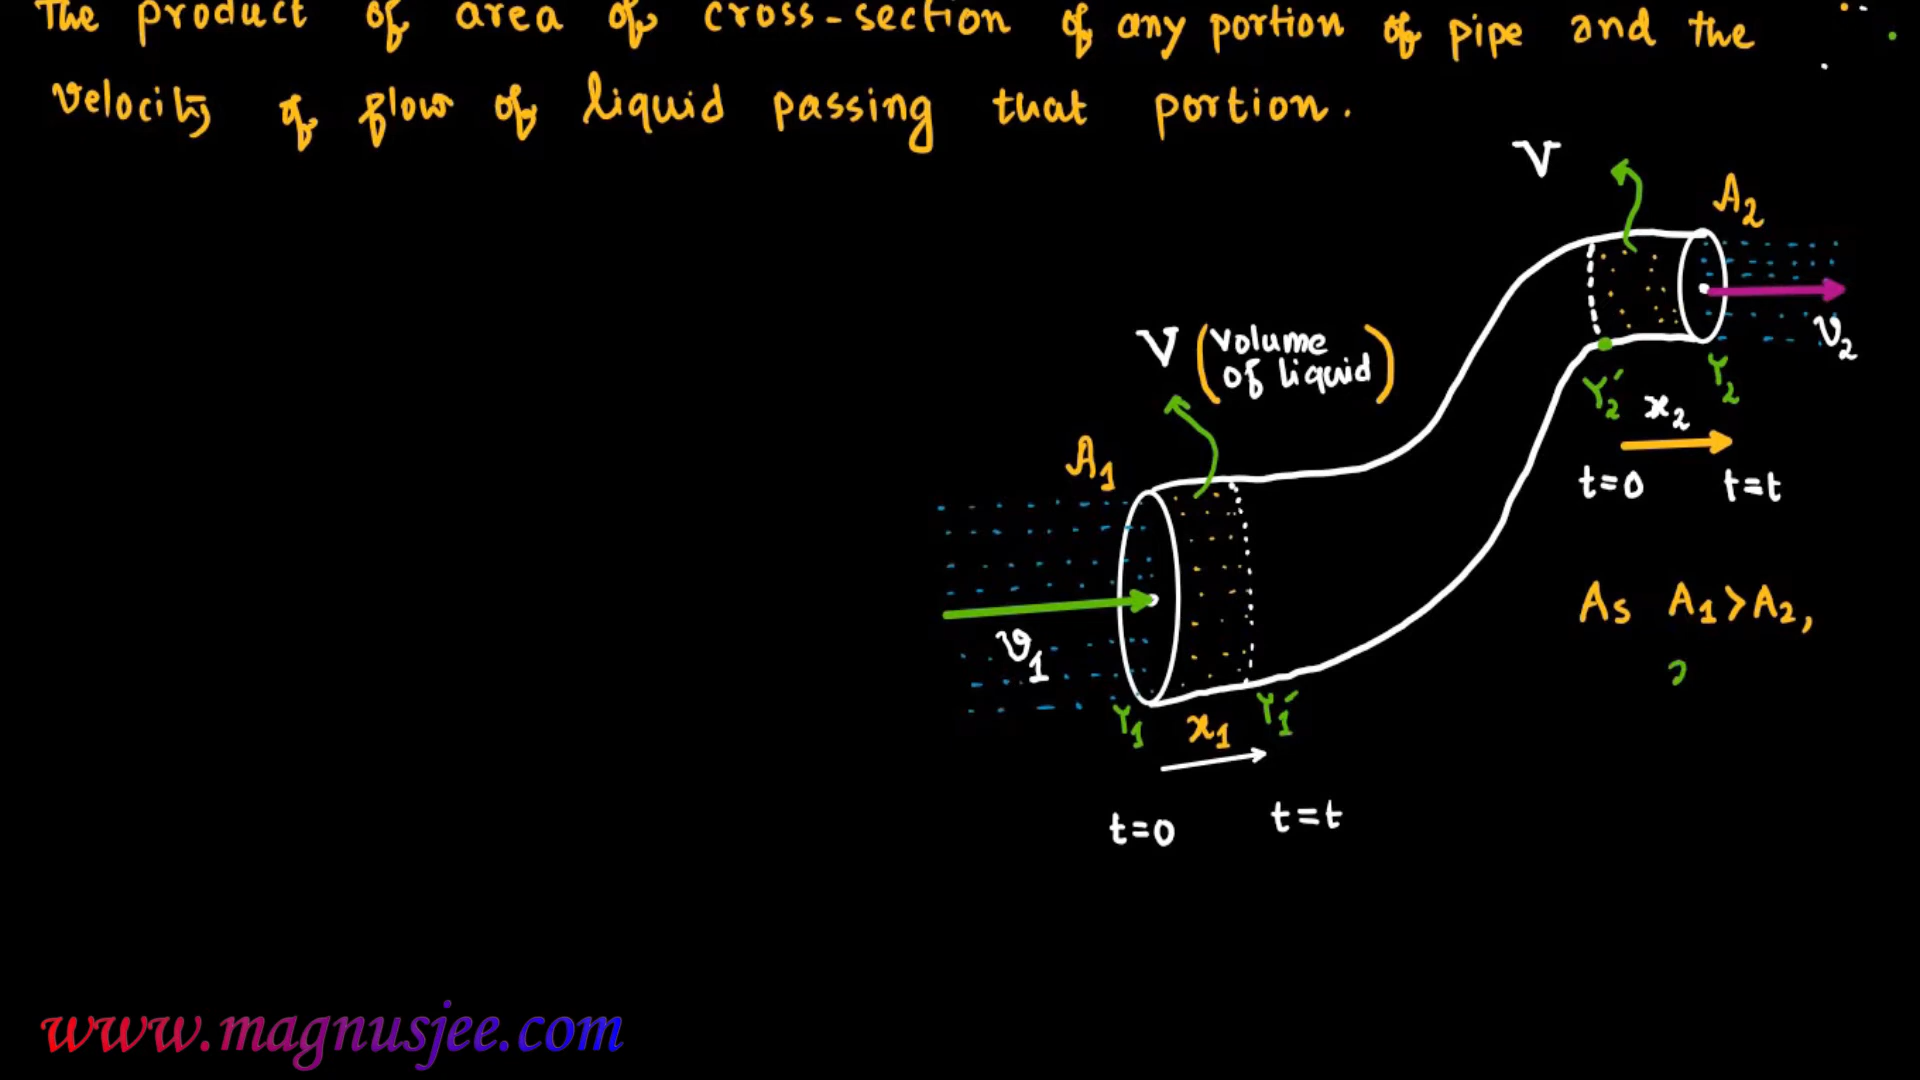 The product of area of cross-section of any portion of pipe and the
velocity of flow of liquid passing that portion.
V
A2
V (volume of liquid)
v2
Y2' Y2
x2
A1
t=0 t=t
As A1>A2,
v1
Y1 x1 Y1'
t=0 t=t
www.magnusjee.com